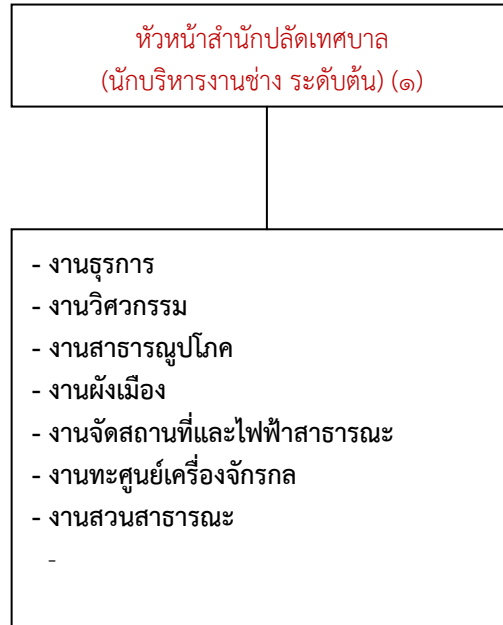 หัวหน้าสำนักปลัดเทศบาล
(นักบริหารงานช่าง ระดับต้น) (๑)
- งานธุรการ
- งานวิศวกรรม
- งานสาธารณูปโภค
- งานผังเมือง
- งานจัดสถานที่และไฟฟ้าสาธารณะ
- งานทะศูนย์เครื่องจักรกล
- งานสวนสาธารณะ
-